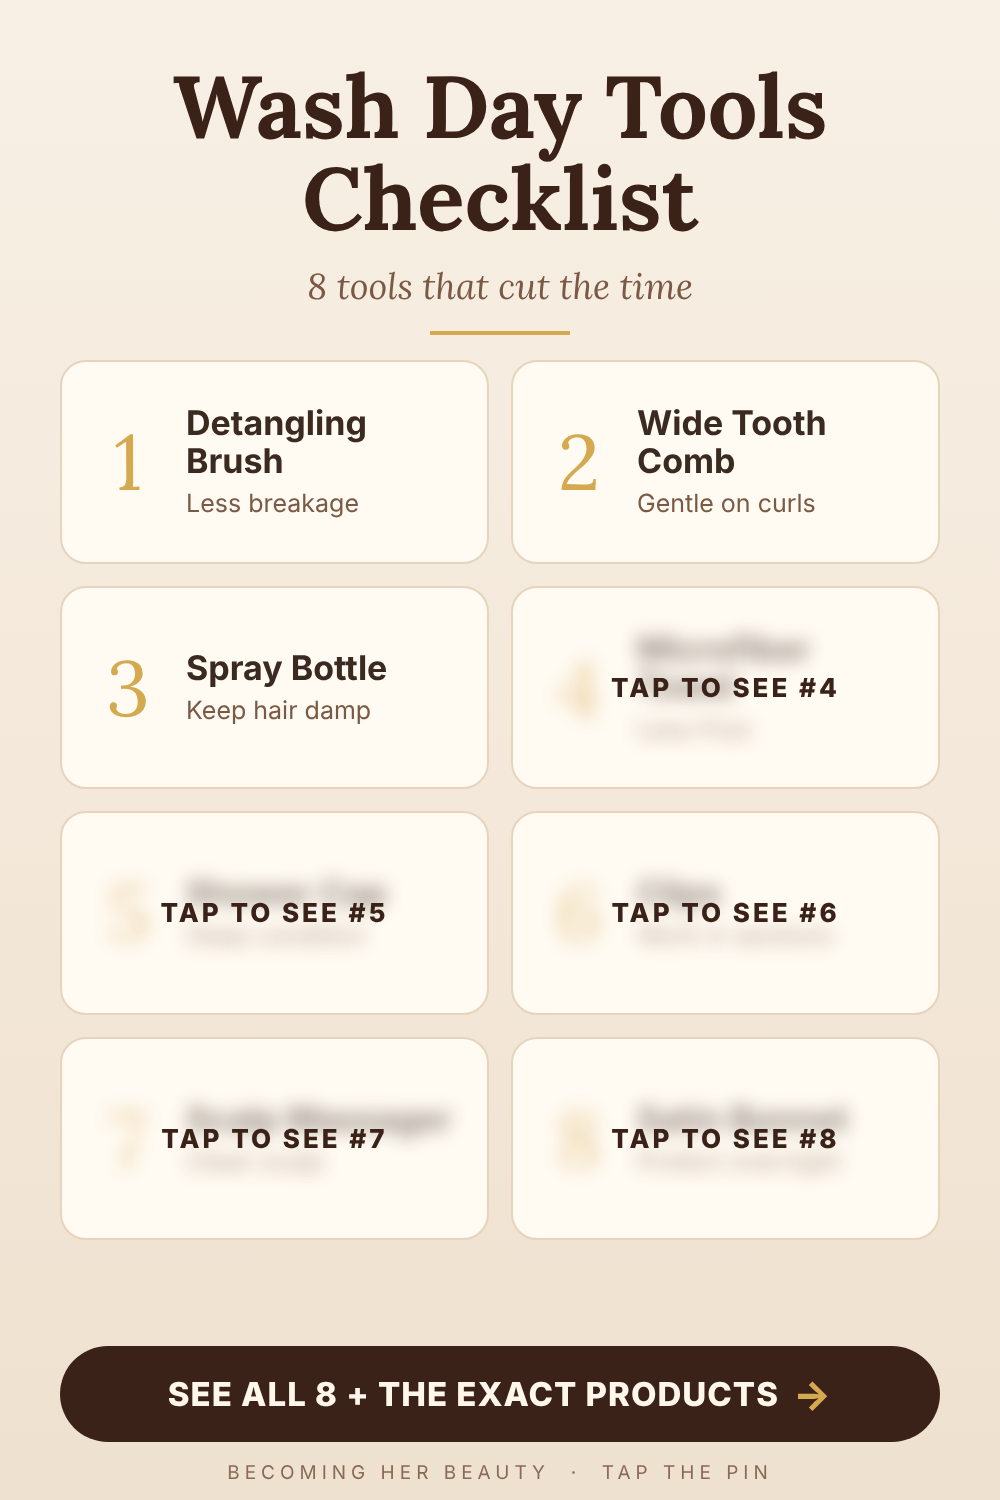 Wash Day Tools
Checklist
8 tools that cut the time
1
Detangling
Brush
Less breakage
2
Wide Tooth
Comb
Gentle on curls
3
Spray Bottle
Keep hair damp
TAP TO SEE #4
TAP TO SEE #5
TAP TO SEE #6
TAP TO SEE #7
TAP TO SEE #8
SEE ALL 8 + THE EXACT PRODUCTS →
BECOMING HER BEAUTY · TAP THE PIN